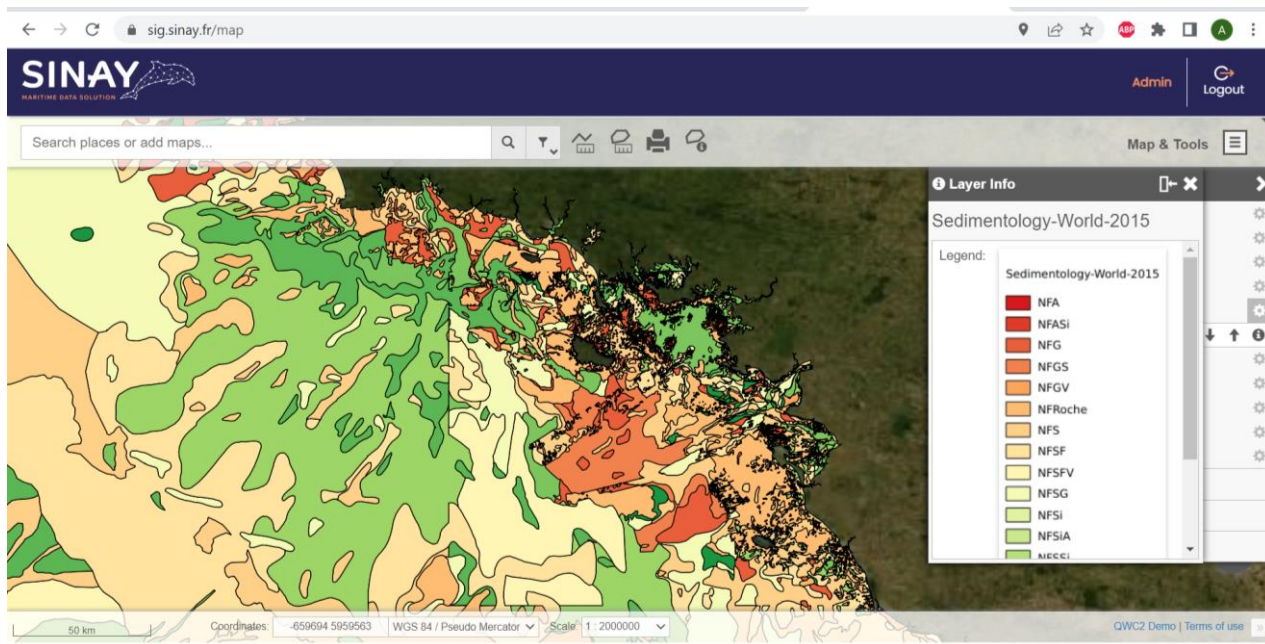 sig.sinay.fr/map
ABP
A
SINAY
MARITIME DATA SOLUTION
Admin
Logout
Search places or add maps...
Map & Tools
Layer Info
Sedimentology-World-2015
Legend:
Sedimentology-World-2015
NFA
NFASi
NFG
NFGS
NFGV
NFRoche
NFS
NFSF
NFSFV
NFSG
NFSi
NFSiA
NFSSi
50 km
Coordinates: -659694 5959563 WGS 84 / Pseudo Mercator Scale 1 : 2000000
QWC2 Demo | Terms of use